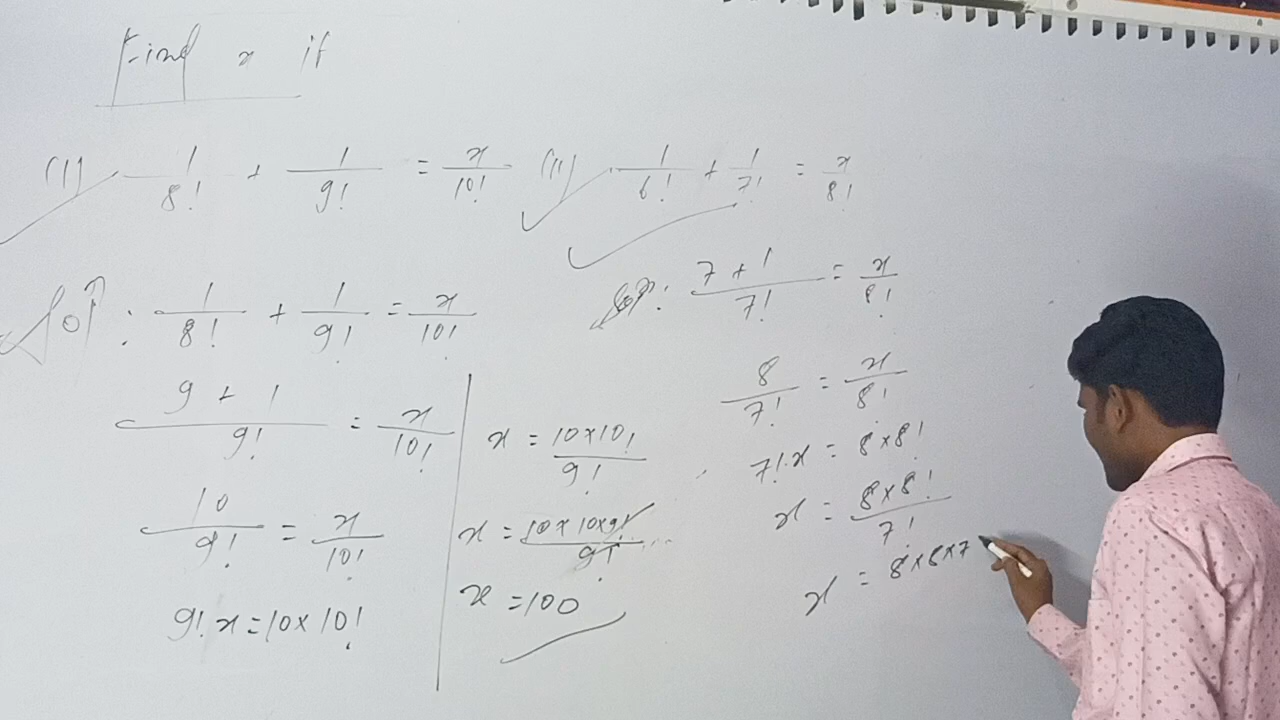 Find x if
(i) 1/8! + 1/9! = x/10! (ii) 1/6! + 1/7! = x/8!
Sol: 1/8! + 1/9! = x/10!
9 + 1/9! = x/10!
10/9! = x/10!
9! x = 10 × 10!
x = 10 × 10!/9!
x = 10 × 10 × 9!/9!
x = 100
Sol: 7 + 1/7! = x/8!
8/7! = x/8!
7! x = 8 × 8!
x = 8 × 8!/7!
x = 8 × 8 × 7